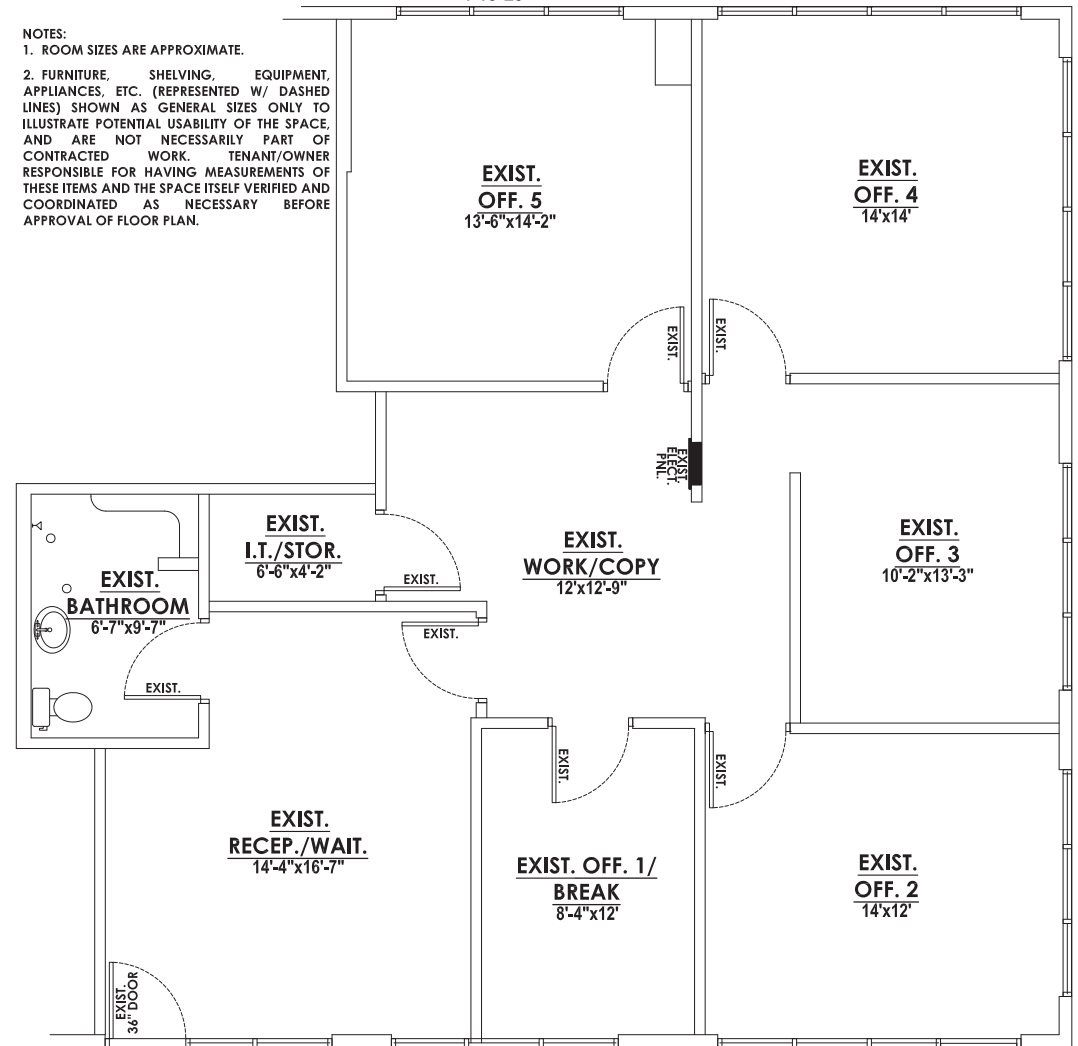 NOTES:
1. ROOM SIZES ARE APPROXIMATE.
2. FURNITURE, SHELVING, EQUIPMENT,
APPLIANCES, ETC. (REPRESENTED W/ DASHED
LINES) SHOWN AS GENERAL SIZES ONLY TO
ILLUSTRATE POTENTIAL USABILITY OF THE SPACE,
AND ARE NOT NECESSARILY PART OF
CONTRACTED WORK. TENANT/OWNER
RESPONSIBLE FOR HAVING MEASUREMENTS OF
THESE ITEMS AND THE SPACE ITSELF VERIFIED AND
COORDINATED AS NECESSARY BEFORE
APPROVAL OF FLOOR PLAN.
EXIST.
OFF. 5
13'-6"x14'-2"
EXIST.
OFF. 4
14'x14'
EXIST.
EXIST.
EXIST.
ELECT.
PNL.
EXIST.
I.T./STOR.
6'-6"x4'-2"
EXIST.
EXIST.
WORK/COPY
12'x12'-9"
EXIST.
OFF. 3
10'-2"x13'-3"
EXIST.
BATHROOM
6'-7"x9'-7"
EXIST.
EXIST.
EXIST.
EXIST.
EXIST.
RECEP./WAIT.
14'-4"x16'-7"
EXIST. OFF. 1/
BREAK
8'-4"x12'
EXIST.
OFF. 2
14'x12'
EXIST.
36" DOOR